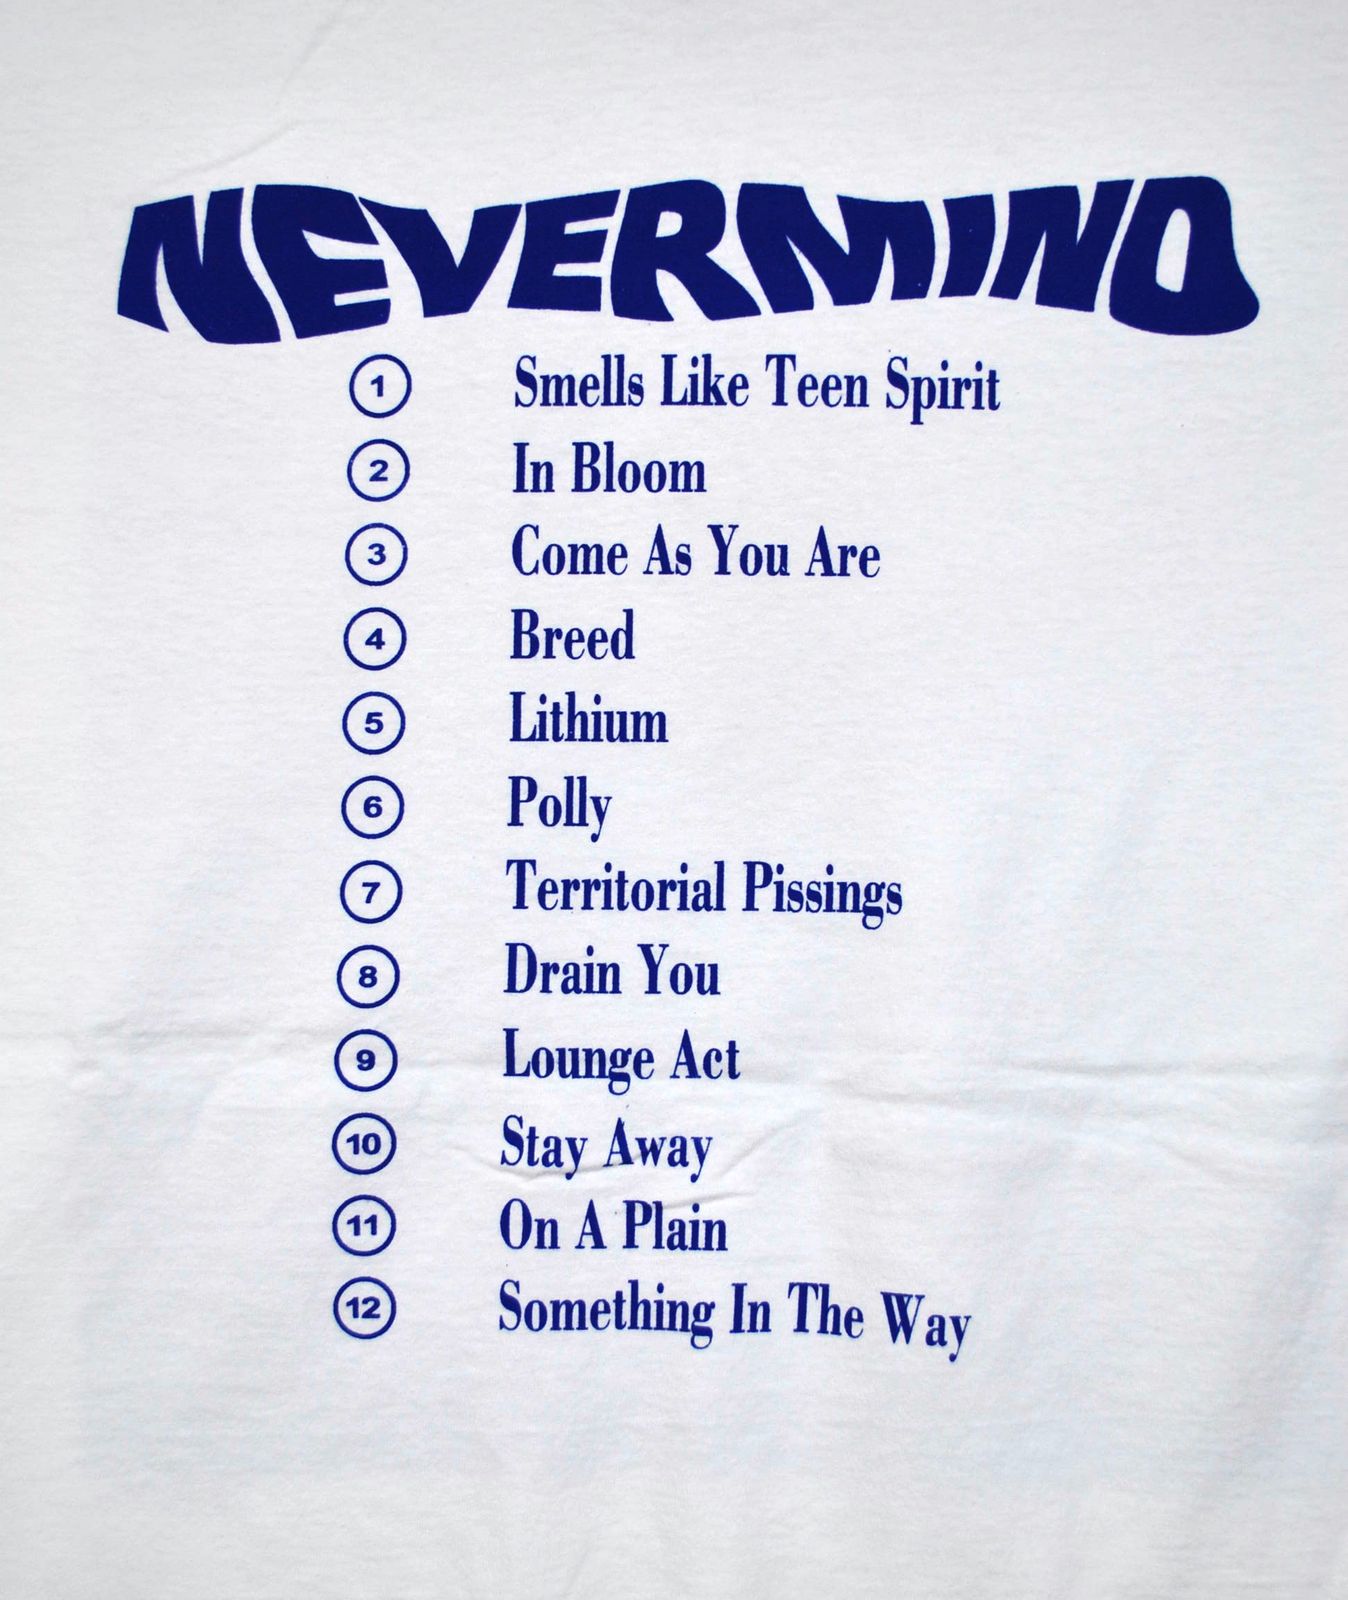 NEVERMIND
1 Smells Like Teen Spirit
2 In Bloom
3 Come As You Are
4 Breed
5 Lithium
6 Polly
7 Territorial Pissings
8 Drain You
9 Lounge Act
10 Stay Away
11 On A Plain
12 Something In The Way